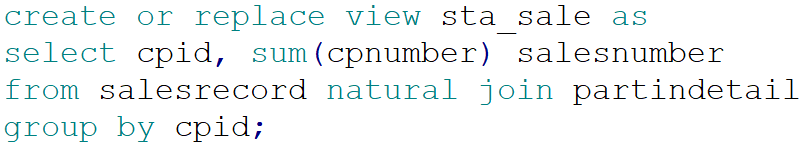 create or replace view sta_sale as
select cpid, sum(cpnumber) salesnumber
from salesrecord natural join partindetail
group by cpid;